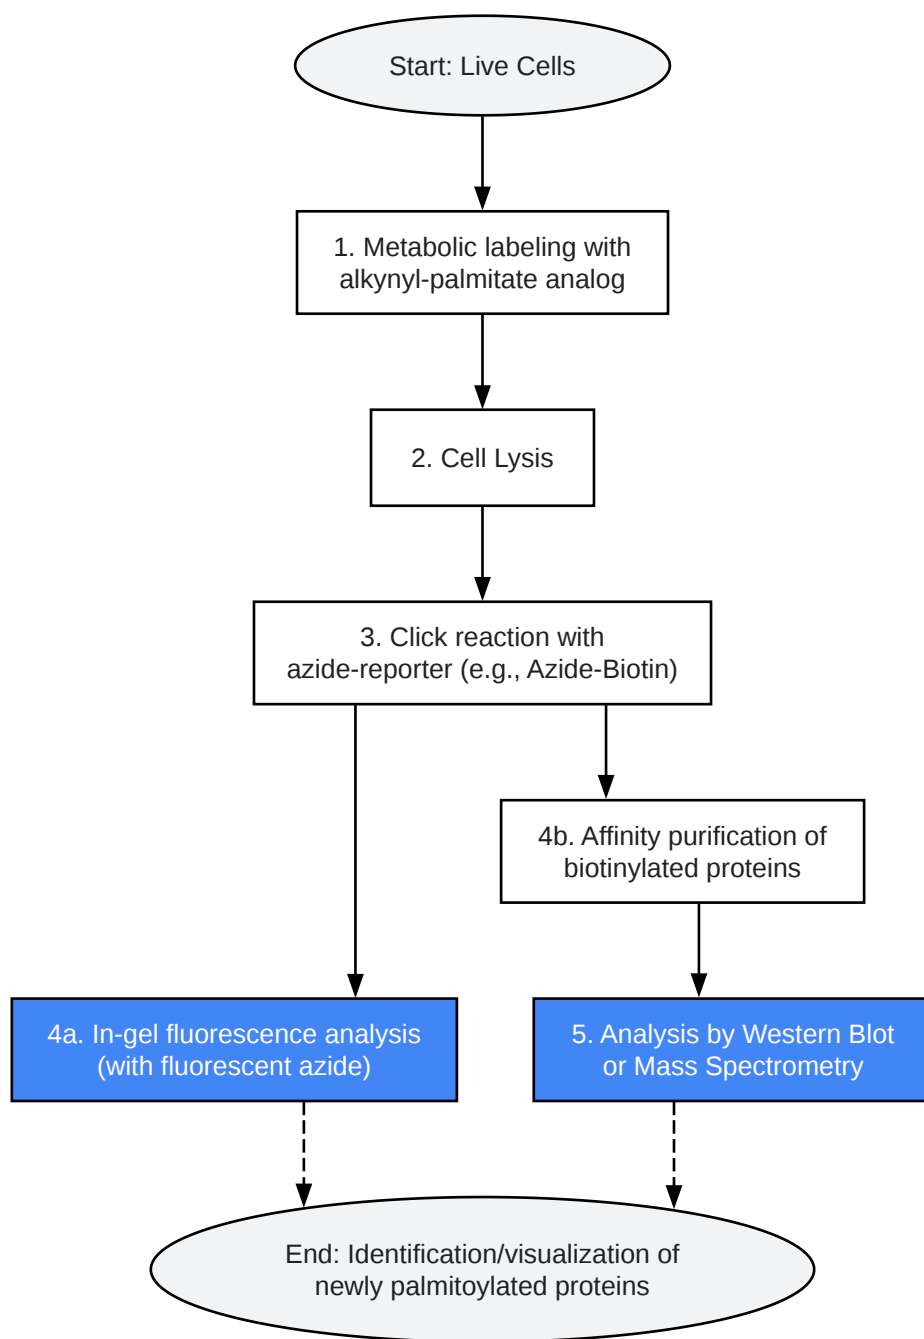 Start: Live Cells
1. Metabolic labeling with
alkynyl-palmitate analog
2. Cell Lysis
3. Click reaction with
azide-reporter (e.g., Azide-Biotin)
4b. Affinity purification of
biotinylated proteins
4a. In-gel fluorescence analysis
(with fluorescent azide)
5. Analysis by Western Blot
or Mass Spectrometry
End: Identification/visualization of
newly palmitoylated proteins